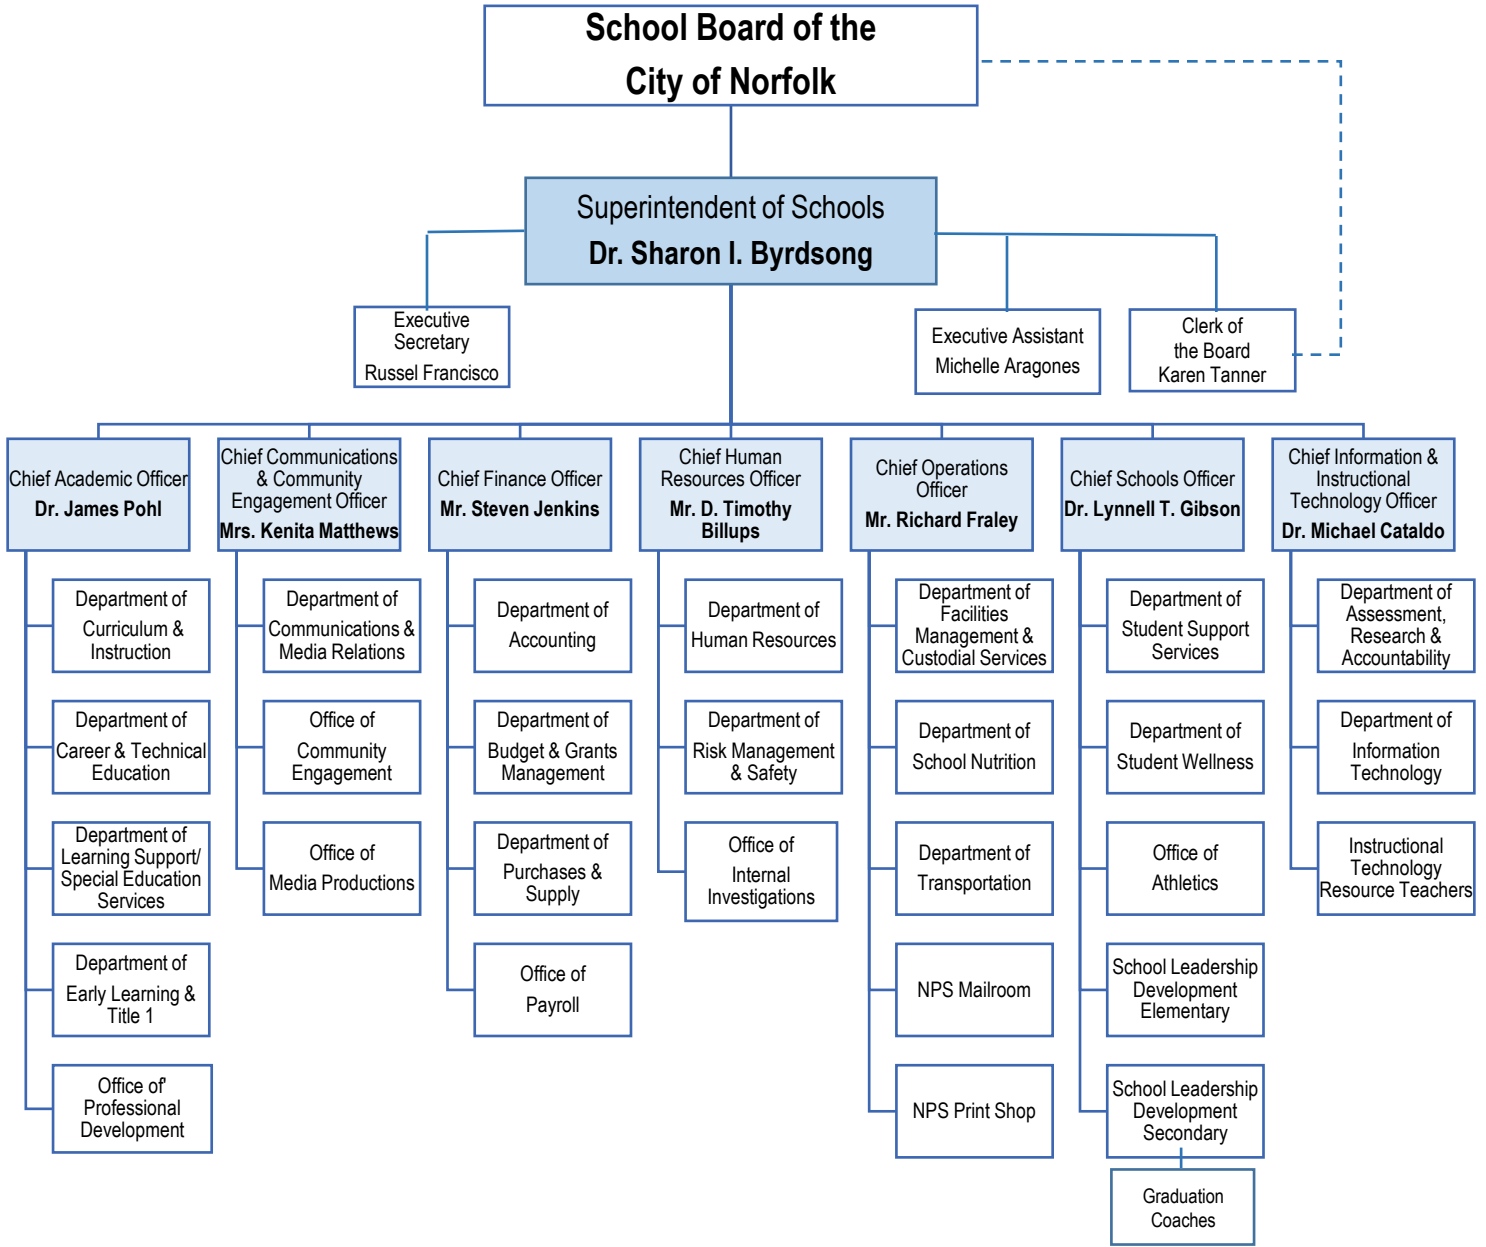 School Board of the
City of Norfolk
Superintendent of Schools
Dr. Sharon I. Byrdsong
Executive
Secretary
Russel Francisco
Executive Assistant
Michelle Aragones
Clerk of
the Board
Karen Tanner
Chief Academic Officer
Dr. James Pohl
Chief Communications
& Community
Engagement Officer
Mrs. Kenita Matthews
Chief Finance Officer
Mr. Steven Jenkins
Chief Human
Resources Officer
Mr. D. Timothy
Billups
Chief Operations
Officer
Mr. Richard Fraley
Chief Schools Officer
Dr. Lynnell T. Gibson
Chief Information &
Instructional
Technology Officer
Dr. Michael Cataldo
Department of
Curriculum &
Instruction
Department of
Career & Technical
Education
Department of
Learning Support/
Special Education
Services
Department of
Early Learning &
Title 1
Office of'
Professional
Development
Department of
Communications &
Media Relations
Office of
Community
Engagement
Office of
Media Productions
Department of
Accounting
Department of
Budget & Grants
Management
Department of
Purchases &
Supply
Office of
Payroll
Department of
Human Resources
Department of
Risk Management
& Safety
Office of
Internal
Investigations
Department of
Facilities
Management &
Custodial Services
Department of
School Nutrition
Department of
Transportation
NPS Mailroom
NPS Print Shop
Department of
Student Support
Services
Department of
Student Wellness
Office of
Athletics
School Leadership
Development
Elementary
School Leadership
Development
Secondary
Graduation
Coaches
Department of
Assessment,
Research &
Accountability
Department of
Information
Technology
Instructional
Technology
Resource Teachers